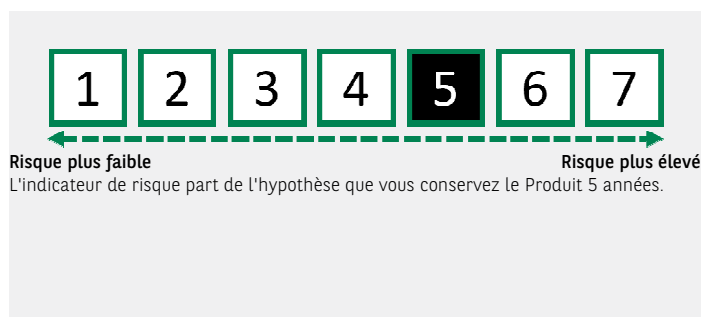 1 2 3 4 5 6 7
Risque plus faible Risque plus élevé
L'indicateur de risque part de l'hypothèse que vous conservez le Produit 5 années.